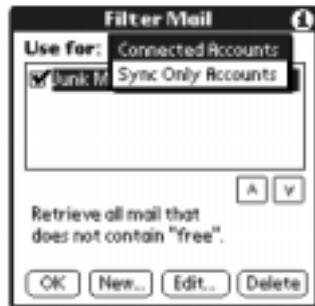 Filter Mail
Use for: Connected Accounts
Sync Only Accounts
Junk M
Retrieve all mail that
does not contain "free".
OK New... Edit... Delete